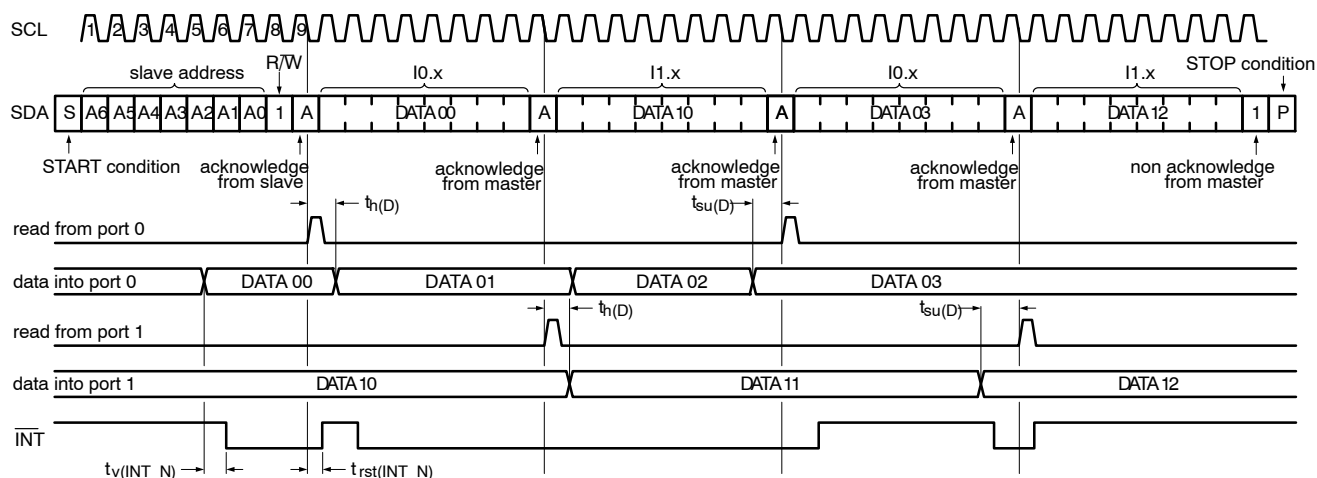 SCL 1 2 3 4 5 6 7 8 9
R/W
slave address I0.x I1.x I0.x I1.x STOP condition
SDA S A6 A5 A4 A3 A2 A1 A0 1 A DATA 00 A DATA 10 A DATA 03 A DATA 12 1 P
START condition
acknowledge
from slave
acknowledge
from master
acknowledge
from master
acknowledge
from master
non acknowledge
from master
th(D) tsu(D)
read from port 0
data into port 0 DATA 00 DATA 01 DATA 02 DATA 03
th(D) tsu(D)
read from port 1
data into port 1 DATA 10 DATA 11 DATA 12
INT
tv(INT_N) trst(INT_N)